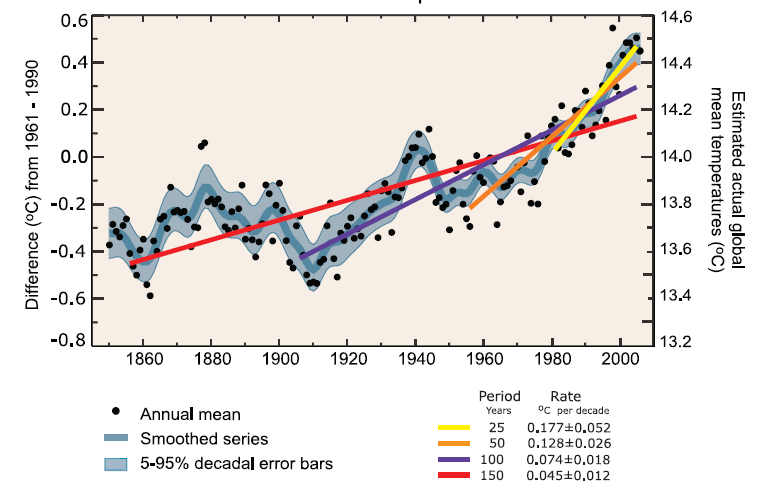 0.6
0.4
0.2
0.0
-0.2
-0.4
-0.6
-0.8
Difference (ºC) from 1961 - 1990
14.6
14.4
14.2
14.0
13.8
13.6
13.4
13.2
Estimated actual global
mean temperatures (ºC)
1860 1880 1900 1920 1940 1960 1980 2000
Annual mean
Smoothed series
5-95% decadal error bars
Period Rate
Years ºC per decade
25 0.177±0.052
50 0.128±0.026
100 0.074±0.018
150 0.045±0.012